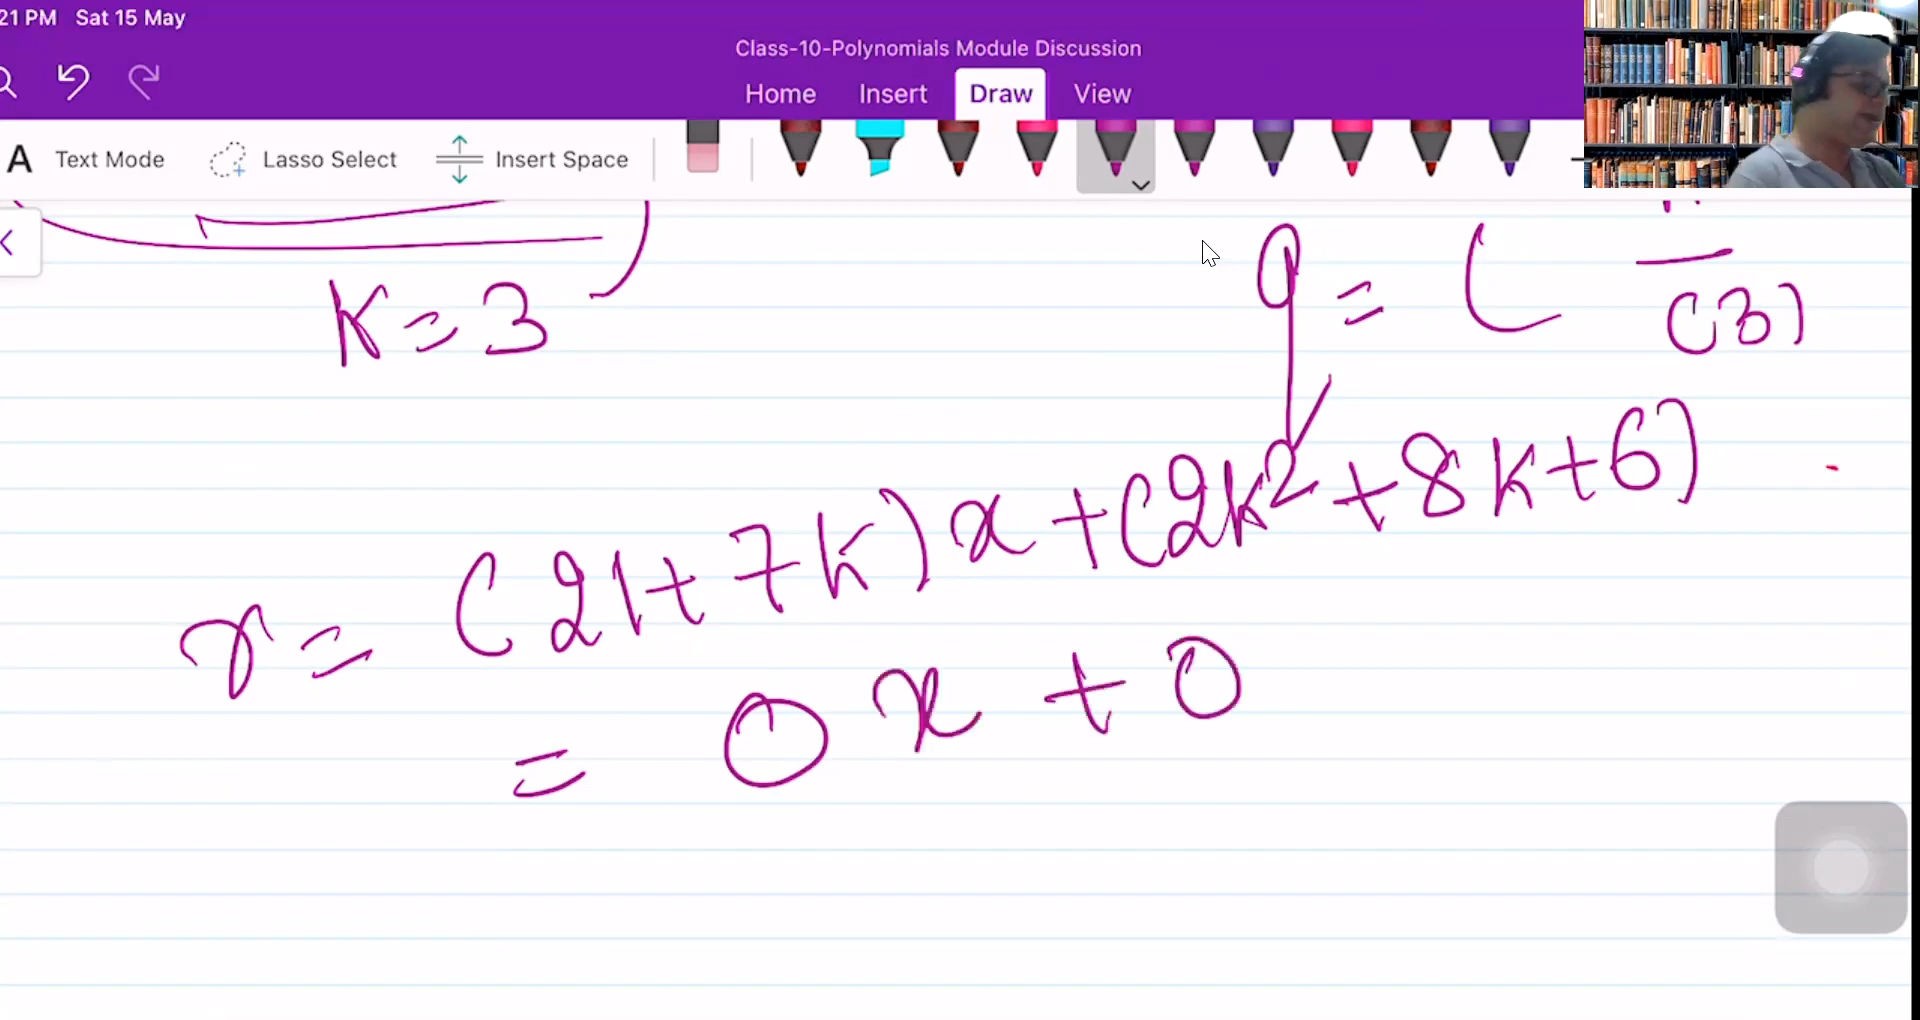 21 PM Sat 15 May
Class-10-Polynomials Module Discussion
Home Insert Draw View
A Text Mode Lasso Select Insert Space
K = 3
q = (
(3)
r = (21+7k)x+(2k²+8k+6)
= 0x + 0